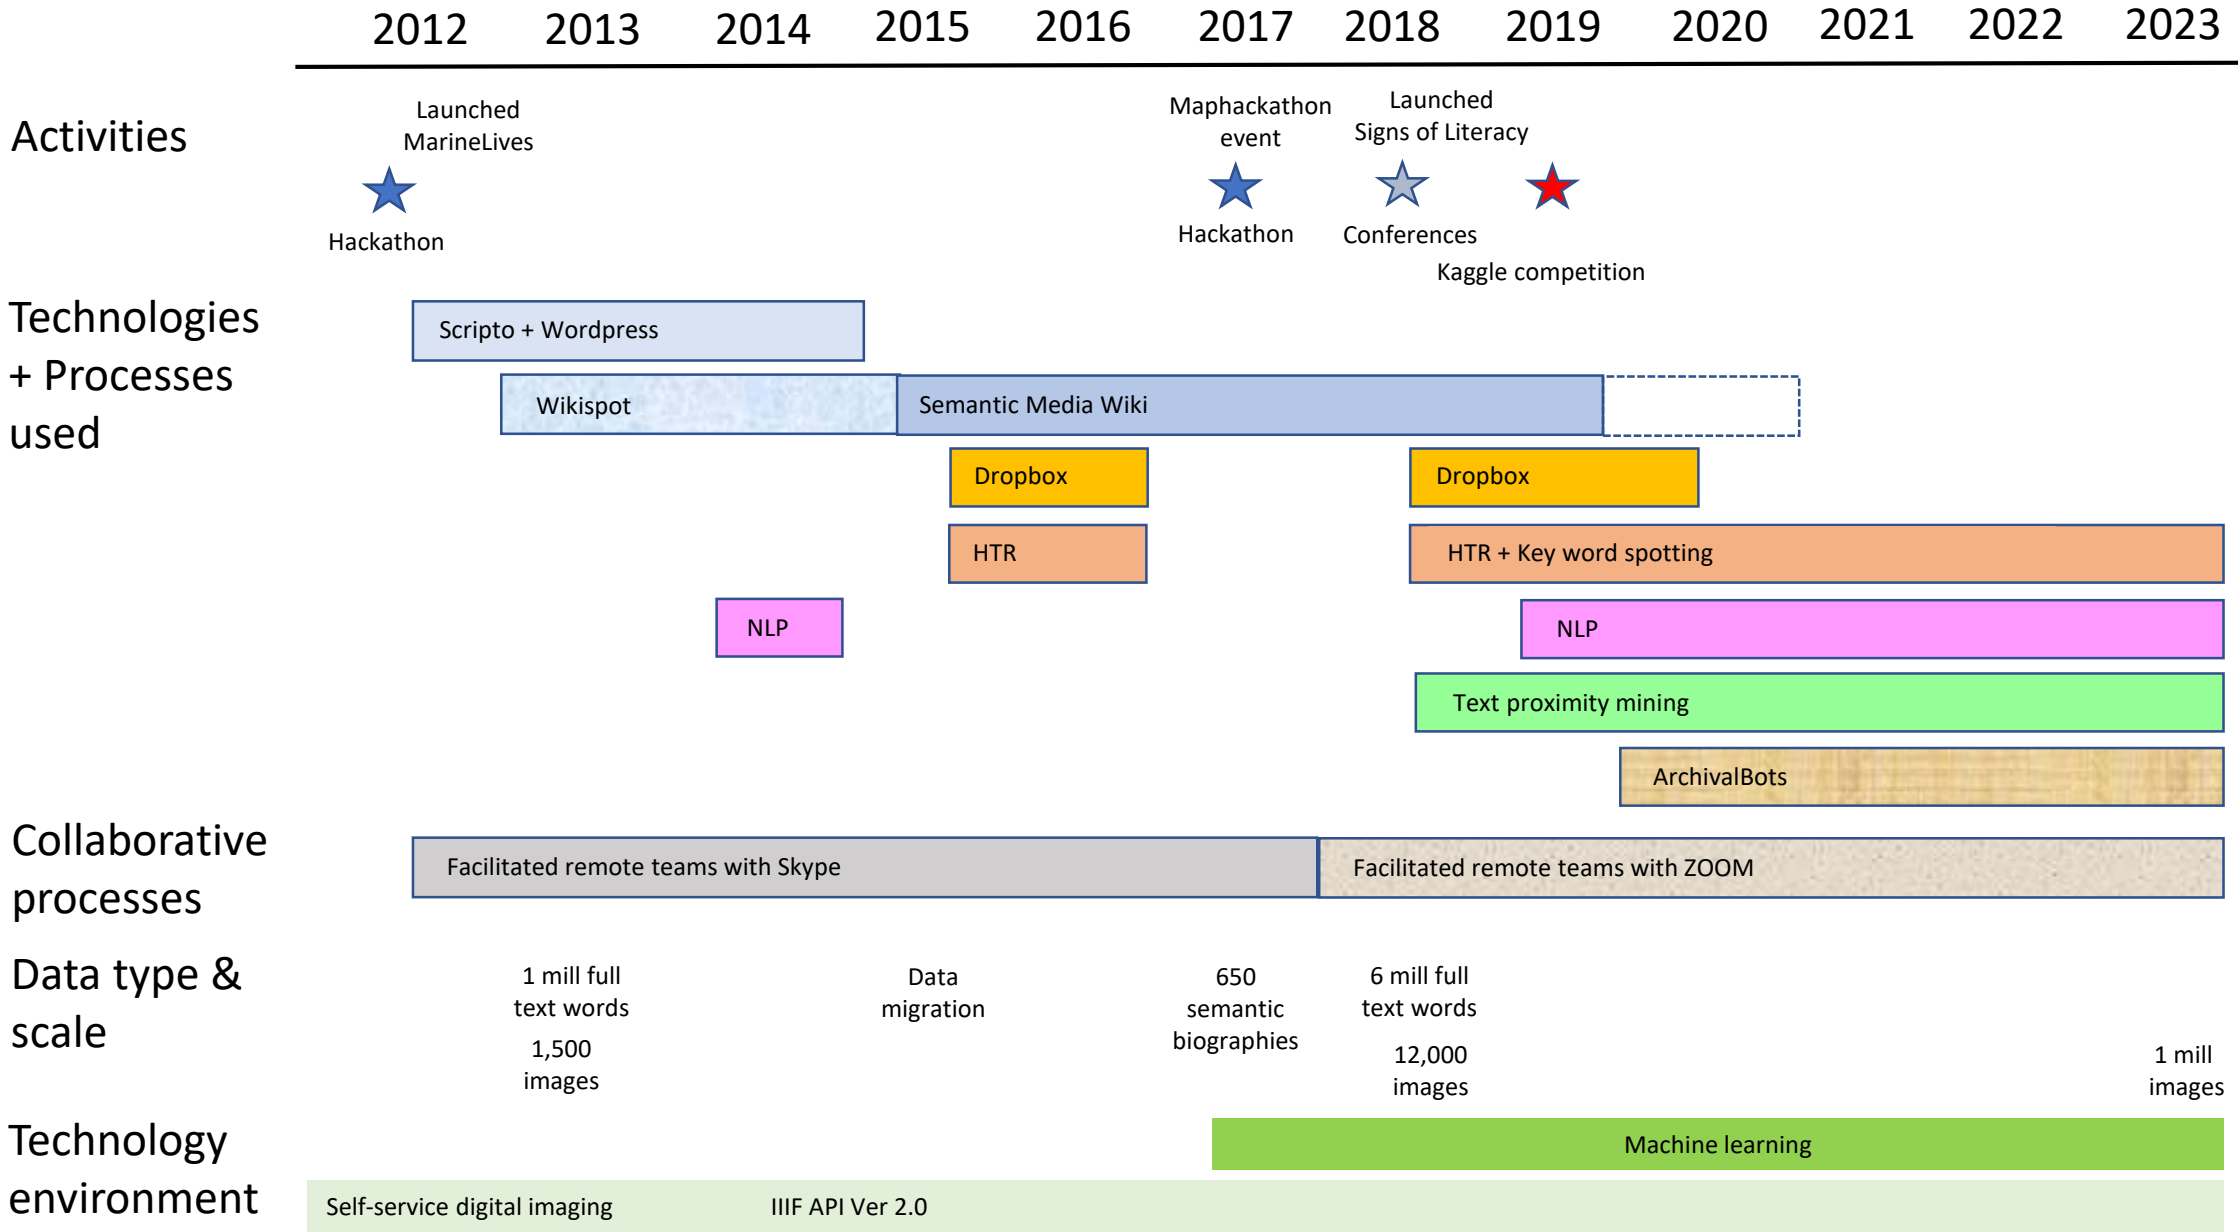 2012 2013 2014 2015 2016 2017 2018 2019 2020 2021 2022 2023
Activities
Launched
MarineLives
Hackathon
Maphackathon
event
Hackathon
Launched
Signs of Literacy
Conferences
Kaggle competition
Technologies
+ Processes
used
Scripto + Wordpress
Wikispot
Semantic Media Wiki
Dropbox
Dropbox
HTR
HTR + Key word spotting
NLP
NLP
Text proximity mining
ArchivalBots
Collaborative
processes
Facilitated remote teams with Skype
Facilitated remote teams with ZOOM
Data type &
scale
1 mill full
text words
1,500
images
Data
migration
650
semantic
biographies
6 mill full
text words
12,000
images
1 mill
images
Technology
environment
Machine learning
Self-service digital imaging
IIIF API Ver 2.0